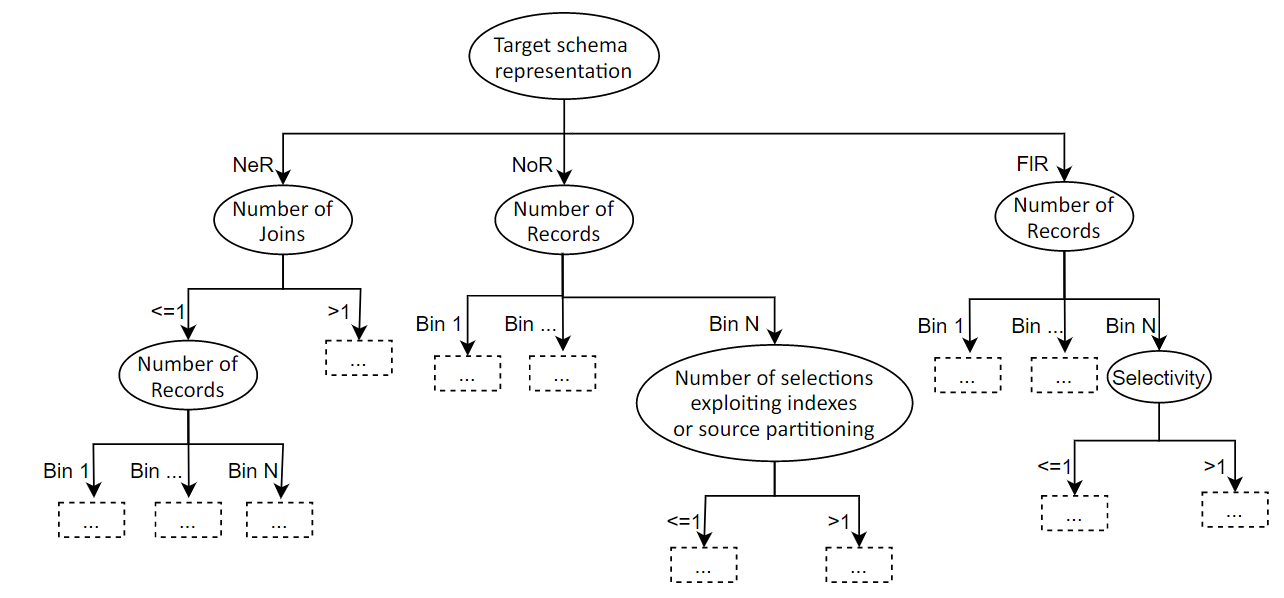 Target schema
representation
NeR
NoR
FlR
Number of
Joins
Number of
Records
Number of
Records
<=1
>1
Bin 1
Bin ...
Bin N
Bin 1
Bin ...
Bin N
Number of
Records
...
...
...
Number of selections
exploiting indexes
or source partitioning
...
...
Selectivity
Bin 1
Bin ...
Bin N
<=1
>1
<=1
>1
...
...
...
...
...
...
...